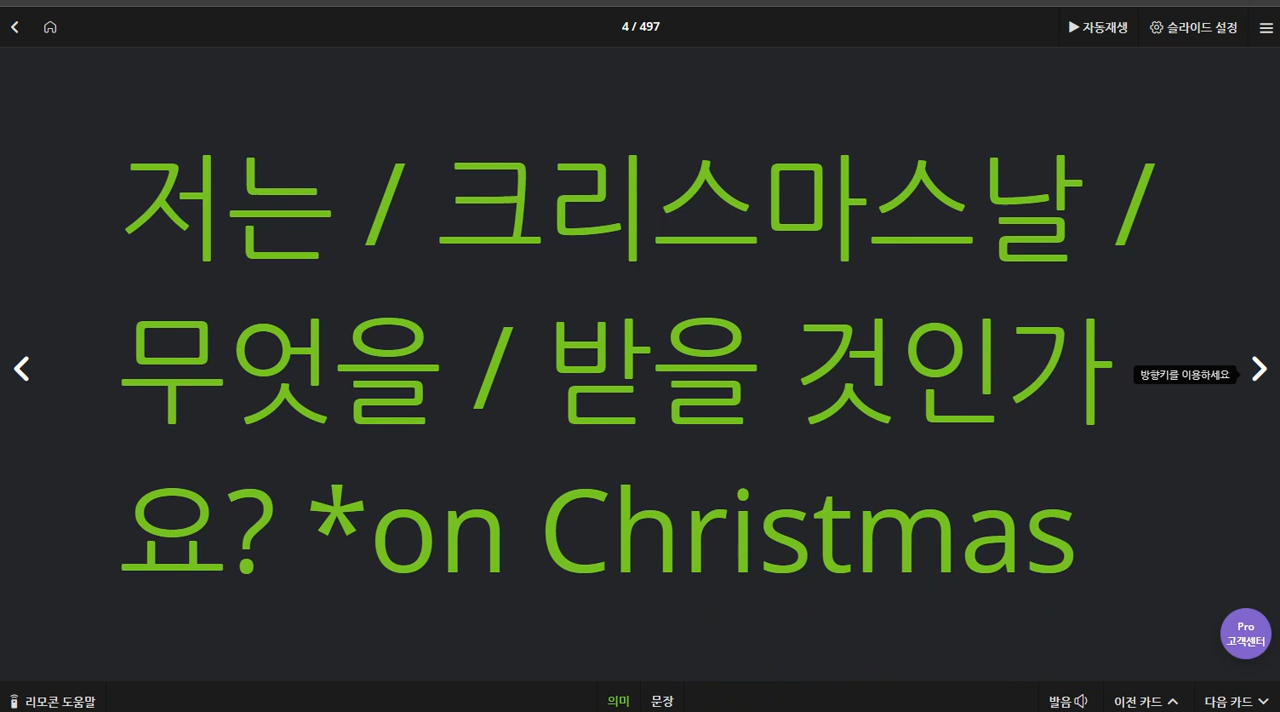 4 / 497
자동재생
슬라이드 설정
저는 / 크리스마스날 /
무엇을 / 받을 것인가
요? *on Christmas
방향키를 이용하세요
Pro
고객센터
리모콘 도움말
의미
문장
발음
이전 카드
다음 카드